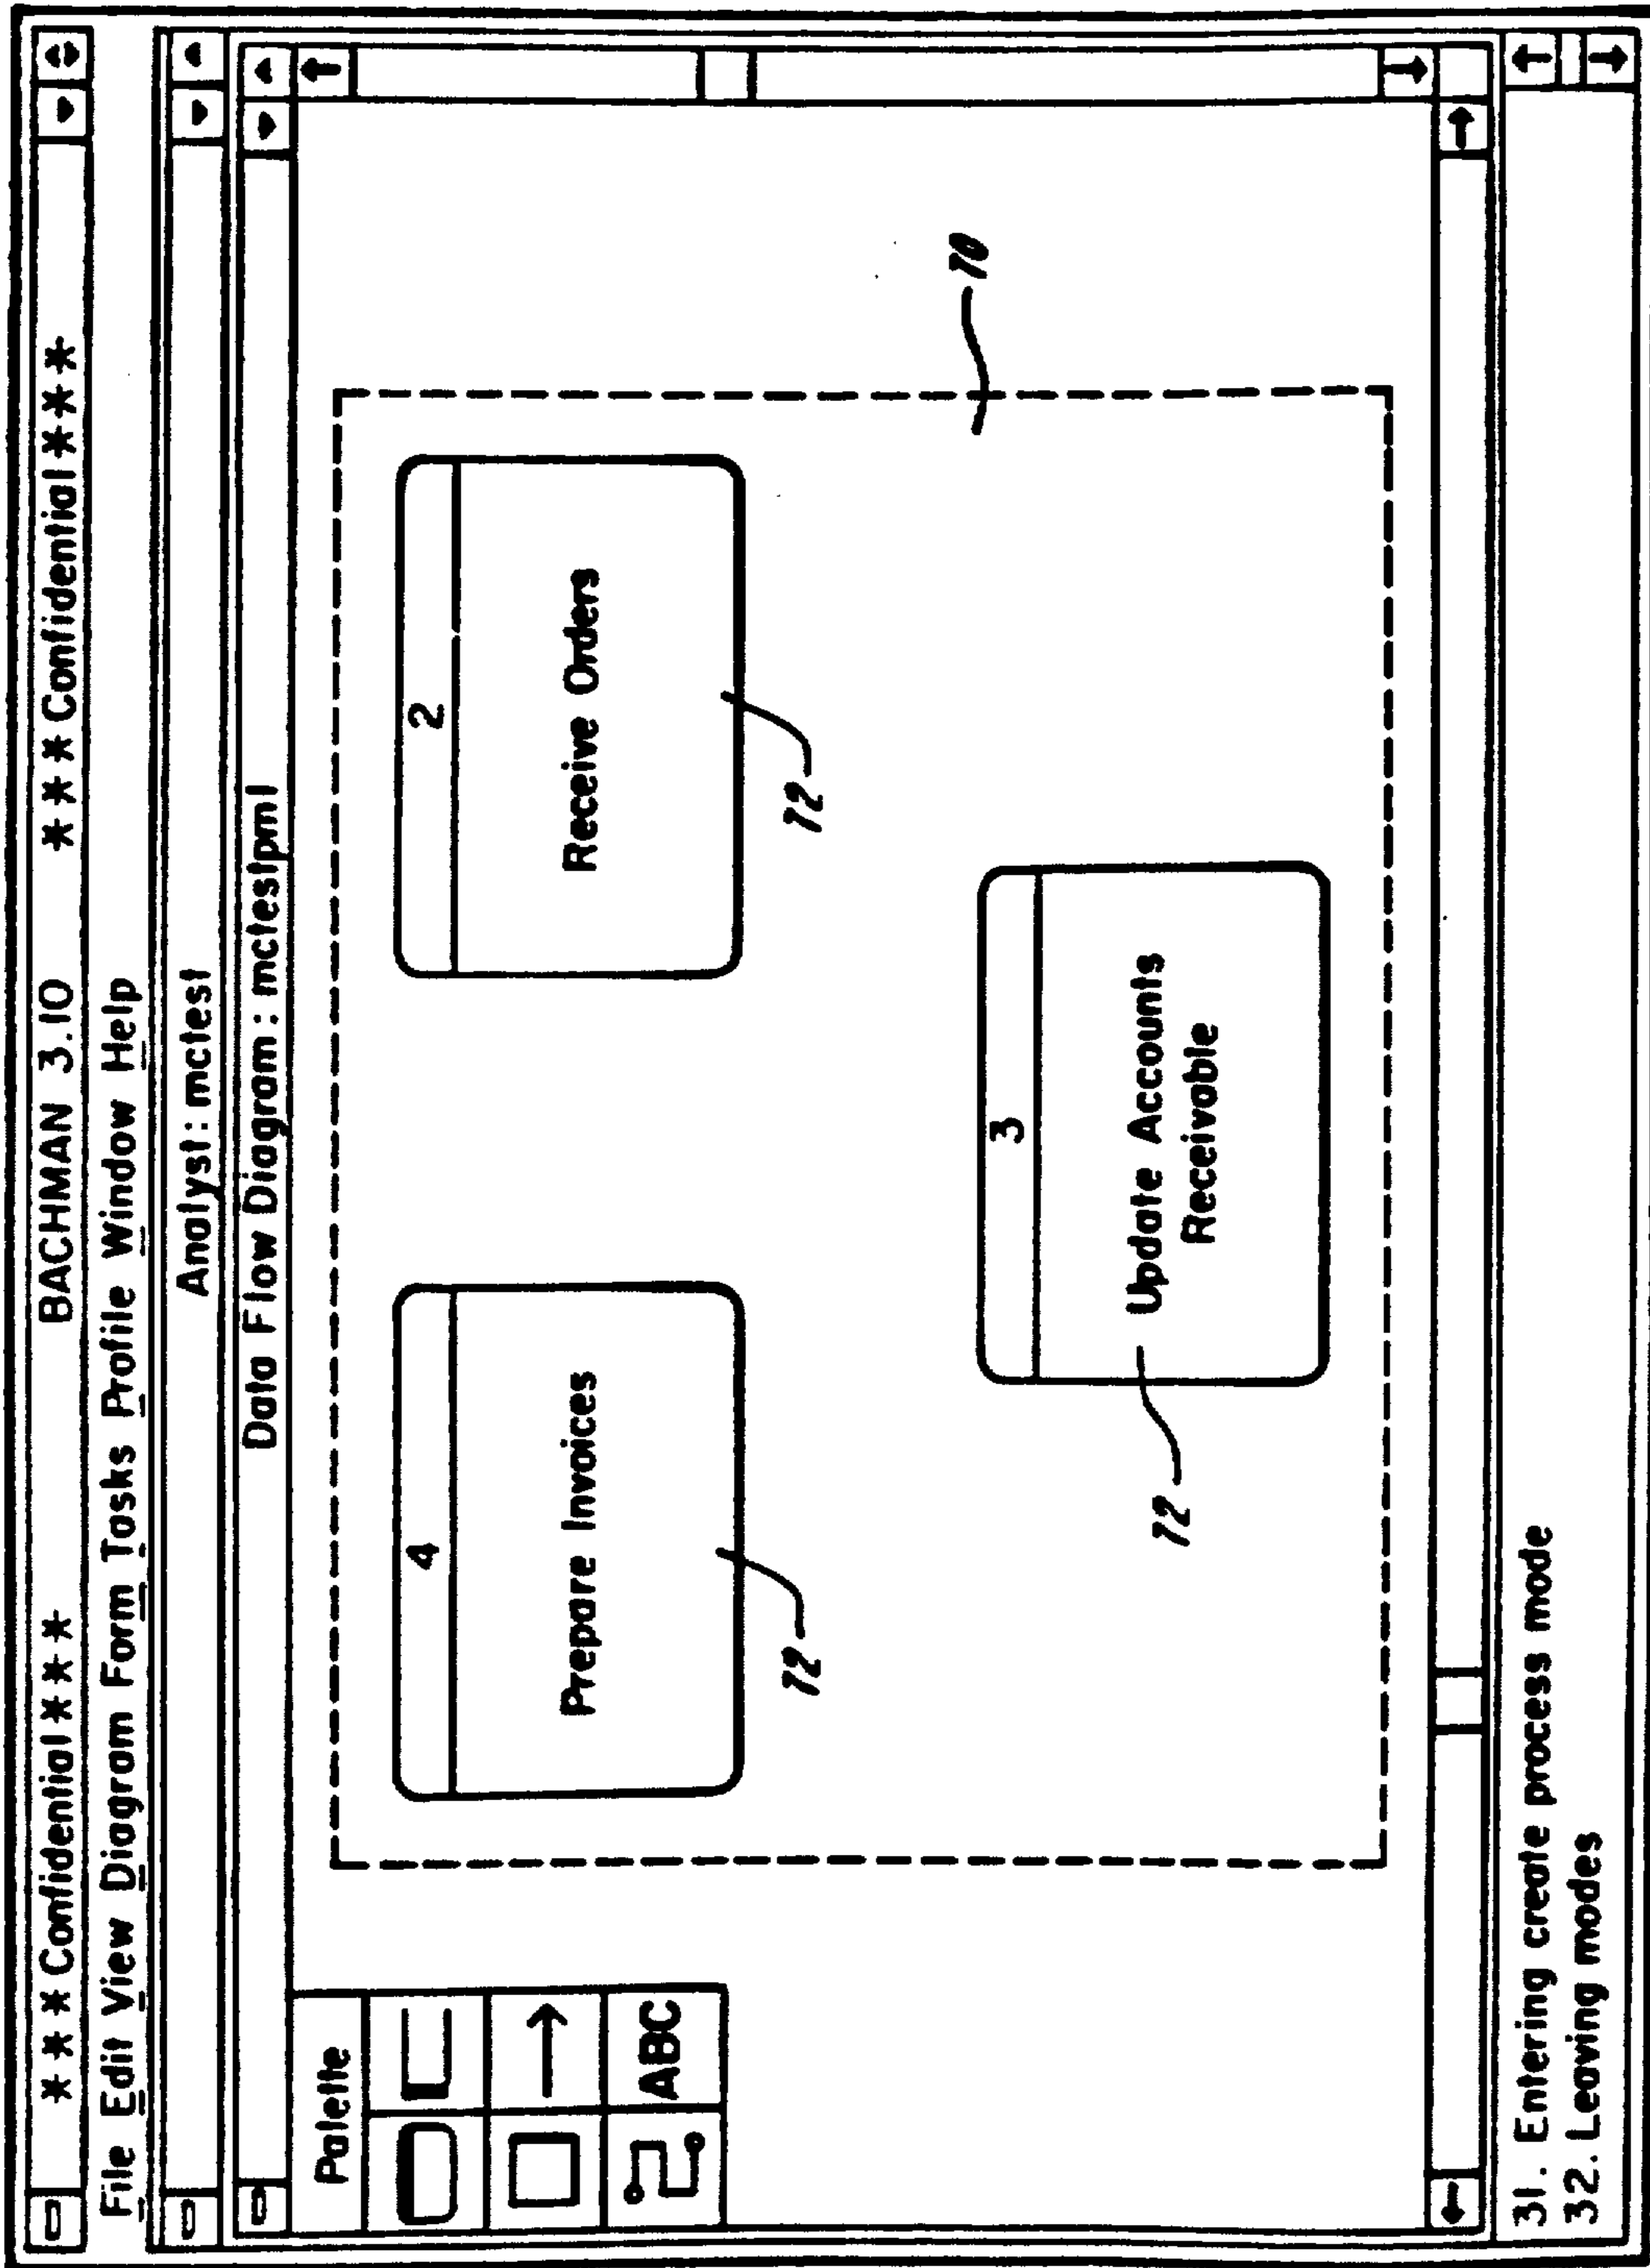 ***Confidential*** BACHMAN 3.10 ***Confidential***
File Edit View Diagram Form Tasks Profile Window Help
Analyst: mctest
Data Flow Diagram: mctestpm1
Palette
ABC
4
Prepare Invoices
72
2
Receive Orders
72
70
3
Update Accounts
Receivable
72
31. Entering create process mode
32. Leaving modes